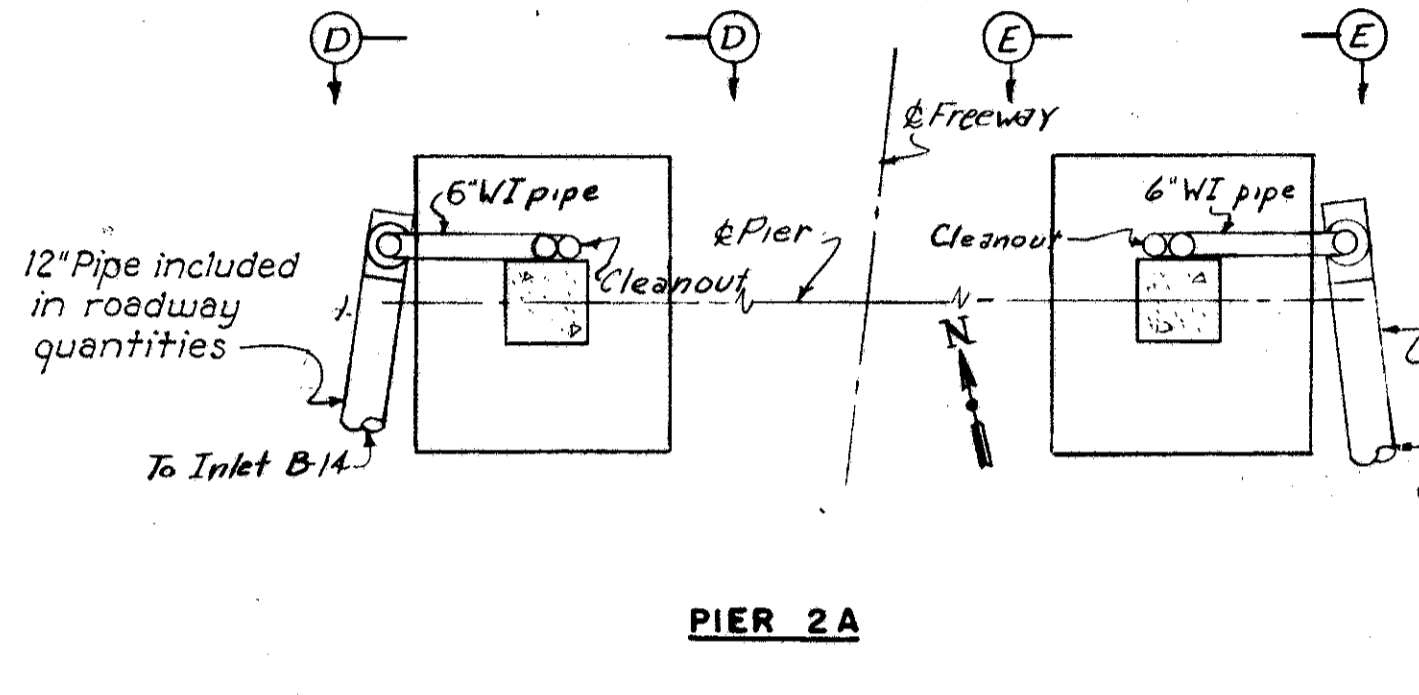 D
D
E
E
℄ Freeway
6" WI pipe
6" WI pipe
℄ Pier
Cleanout
Cleanout
12" Pipe included
in roadway
quantities
N
To Inlet B-14
PIER 2A